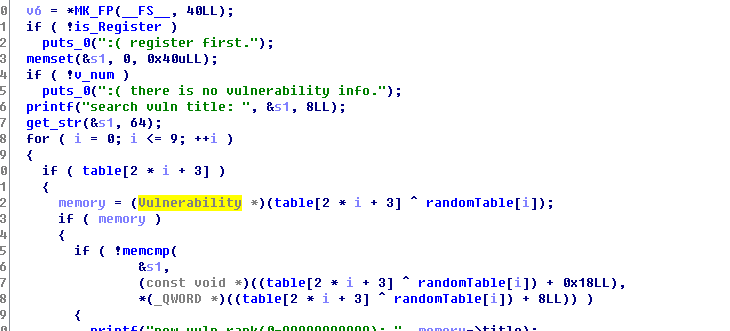 0 v6 = *MK_FP(__FS__, 40LL);
1 if ( !is_Register )
2 puts_0(":( register first.");
3 memset(&s1, 0, 0x40uLL);
4 if ( !v_num )
5 puts_0(":( there is no vulnerability info.");
6 printf("search vuln title: ", &s1, 8LL);
7 get_str(&s1, 64);
8 for ( i = 0; i <= 9; ++i )
9 {
0 if ( table[2 * i + 3] )
1 {
2 memory = (Vulnerability *)(table[2 * i + 3] ^ randomTable[i]);
3 if ( memory )
4 {
5 if ( !memcmp(
6 &s1,
7 (const void *)((table[2 * i + 3] ^ randomTable[i]) + 0x18LL),
8 *(_QWORD *)((table[2 * i + 3] ^ randomTable[i]) + 8LL)) )
9 {